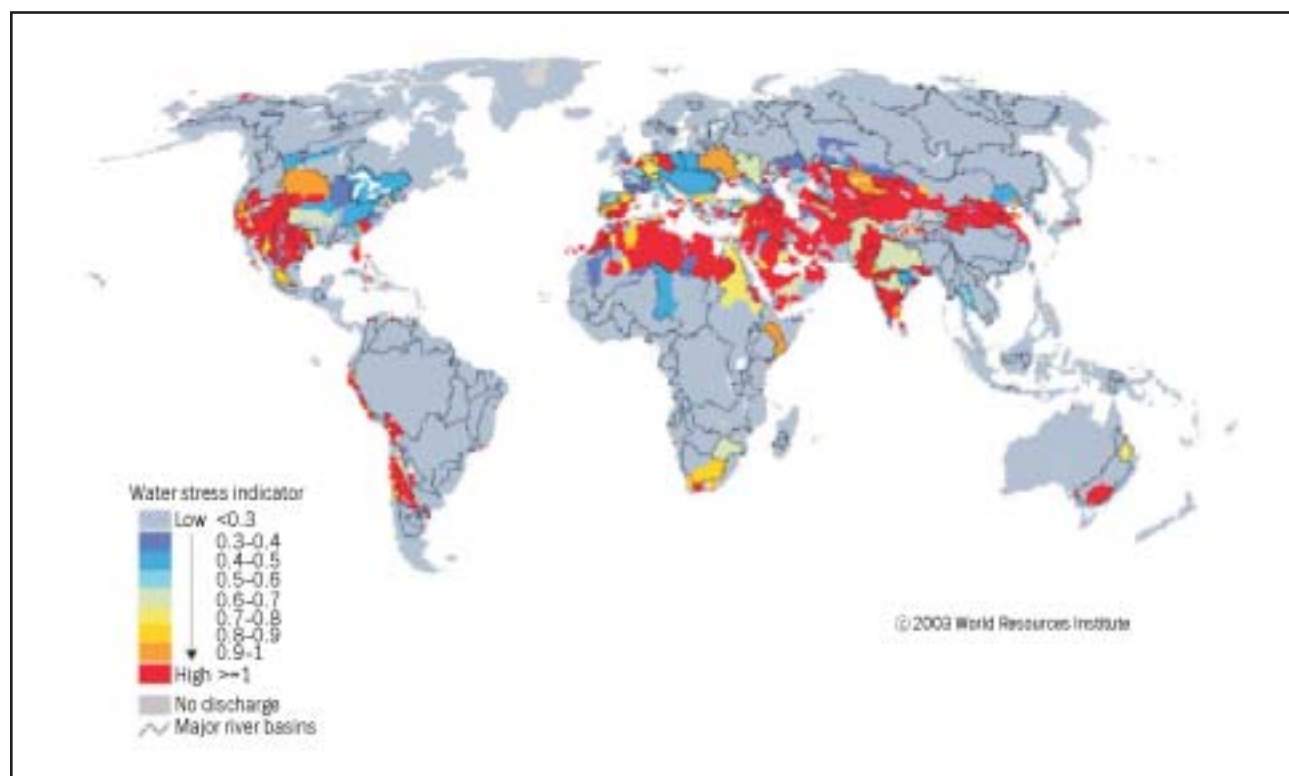 Water stress indicator
Low <0.3
0.3–0.4
0.4–0.5
0.5–0.6
0.6–0.7
0.7–0.8
0.8–0.9
0.9–1
High >=1
No discharge
Major river basins
© 2003 World Resources Institute